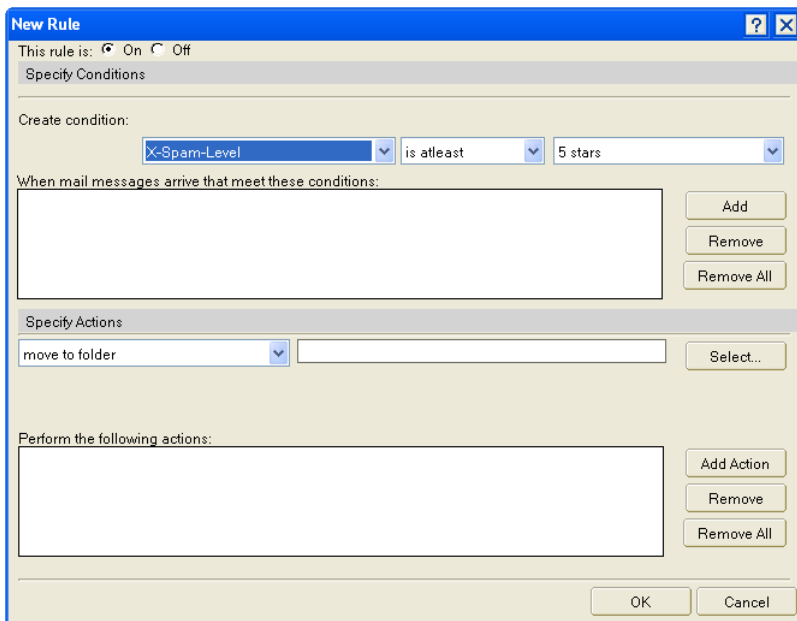 New Rule
This rule is: On Off
Specify Conditions
Create condition:
X-Spam-Level is atleast 5 stars
When mail messages arrive that meet these conditions:
Add
Remove
Remove All
Specify Actions
move to folder Select...
Perform the following actions:
Add Action
Remove
Remove All
OK Cancel